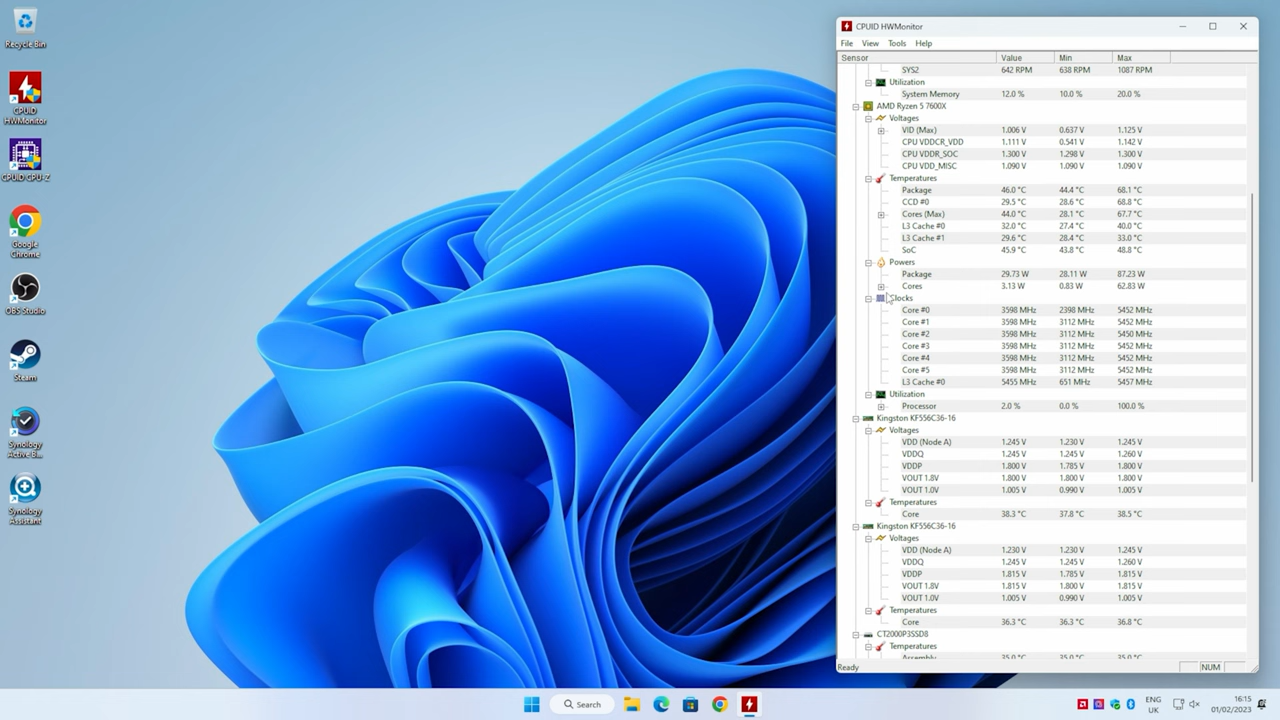 Recycle Bin
CPUID
HWMonitor
CPUID CPU-Z
Google
Chrome
OBS Studio
Steam
Synology
Active B...
Synology
Assistant
CPUID HWMonitor
File View Tools Help
Sensor Value Min Max
SYS2 642 RPM 638 RPM 1087 RPM
Utilization
System Memory 12.0 % 10.0 % 20.0 %
AMD Ryzen 5 7600X
Voltages
VID (Max) 1.006 V 0.637 V 1.125 V
CPU VDDCR_VDD 1.111 V 0.541 V 1.142 V
CPU VDDR_SOC 1.300 V 1.298 V 1.300 V
CPU VDD_MISC 1.090 V 1.090 V 1.090 V
Temperatures
Package 46.0 °C 44.4 °C 68.1 °C
CCD #0 29.5 °C 28.6 °C 68.8 °C
Cores (Max) 44.0 °C 28.1 °C 67.7 °C
L3 Cache #0 32.0 °C 27.4 °C 40.0 °C
L3 Cache #1 29.6 °C 28.4 °C 33.0 °C
SoC 45.9 °C 43.8 °C 48.8 °C
Powers
Package 29.73 W 28.11 W 87.23 W
Cores 3.13 W 0.83 W 62.83 W
Clocks
Core #0 3598 MHz 2398 MHz 5452 MHz
Core #1 3598 MHz 3112 MHz 5452 MHz
Core #2 3598 MHz 3112 MHz 5450 MHz
Core #3 3598 MHz 3112 MHz 5452 MHz
Core #4 3598 MHz 3112 MHz 5452 MHz
Core #5 3598 MHz 3112 MHz 5452 MHz
L3 Cache #0 5455 MHz 651 MHz 5457 MHz
Utilization
Processor 2.0 % 0.0 % 100.0 %
Kingston KF556C36-16
Voltages
VDD (Node A) 1.245 V 1.230 V 1.245 V
VDDQ 1.245 V 1.245 V 1.260 V
VDDP 1.800 V 1.785 V 1.800 V
VOUT 1.8V 1.800 V 1.800 V 1.800 V
VOUT 1.0V 1.005 V 0.990 V 1.005 V
Temperatures
Core 38.3 °C 37.8 °C 38.5 °C
Kingston KF556C36-16
Voltages
VDD (Node A) 1.230 V 1.230 V 1.245 V
VDDQ 1.245 V 1.245 V 1.260 V
VDDP 1.815 V 1.785 V 1.815 V
VOUT 1.8V 1.815 V 1.800 V 1.815 V
VOUT 1.0V 1.005 V 0.990 V 1.005 V
Temperatures
Core 36.3 °C 36.3 °C 36.8 °C
CT2000P3SSD8
Temperatures
Assembly 35.0 °C 35.0 °C 35.0 °C
Ready NUM
Search
ENG
UK
16:15
01/02/2023